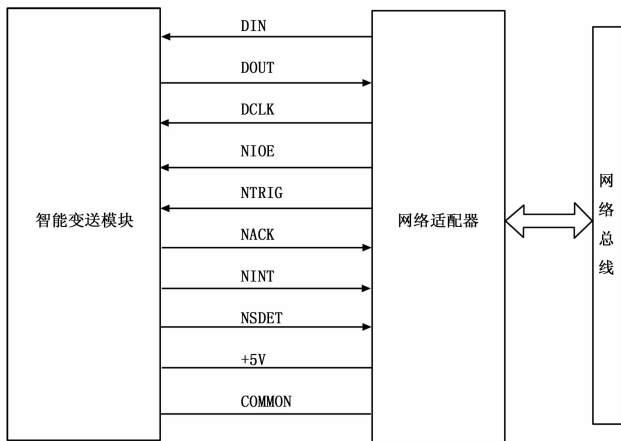 DIN
DOUT
DCLK
NIOE
NTRIG
智能变送模块
NACK
NINT
NSDET
+5V
COMMON
网络适配器
网络总线